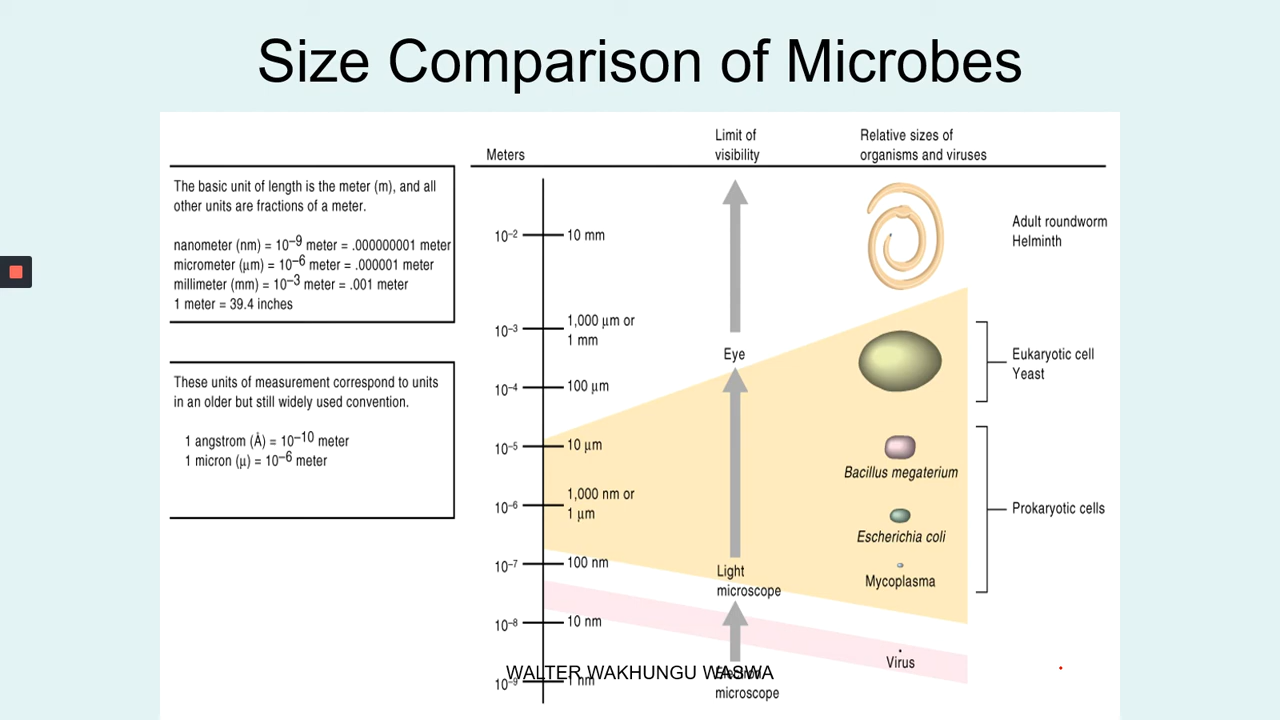 Size Comparison of Microbes
The basic unit of length is the meter (m), and all
other units are fractions of a meter.
nanometer (nm) = 10⁻⁹ meter = .000000001 meter
micrometer (μm) = 10⁻⁶ meter = .000001 meter
millimeter (mm) = 10⁻³ meter = .001 meter
1 meter = 39.4 inches
These units of measurement correspond to units
in an older but still widely used convention.
1 angstrom (Å) = 10⁻¹⁰ meter
1 micron (μ) = 10⁻⁶ meter
Meters
10⁻² 10 mm
10⁻³ 1,000 μm or
1 mm
10⁻⁴ 100 μm
10⁻⁵ 10 μm
10⁻⁶ 1,000 nm or
1 μm
10⁻⁷ 100 nm
10⁻⁸ 10 nm
10⁻⁹ 1 nm
Limit of
visibility
Eye
Light
microscope
Electron
microscope
Relative sizes of
organisms and viruses
Adult roundworm
Helminth
Eukaryotic cell
Yeast
Bacillus megaterium
Escherichia coli
Mycoplasma
Prokaryotic cells
Virus
WALTER WAKHUNGU WASWA